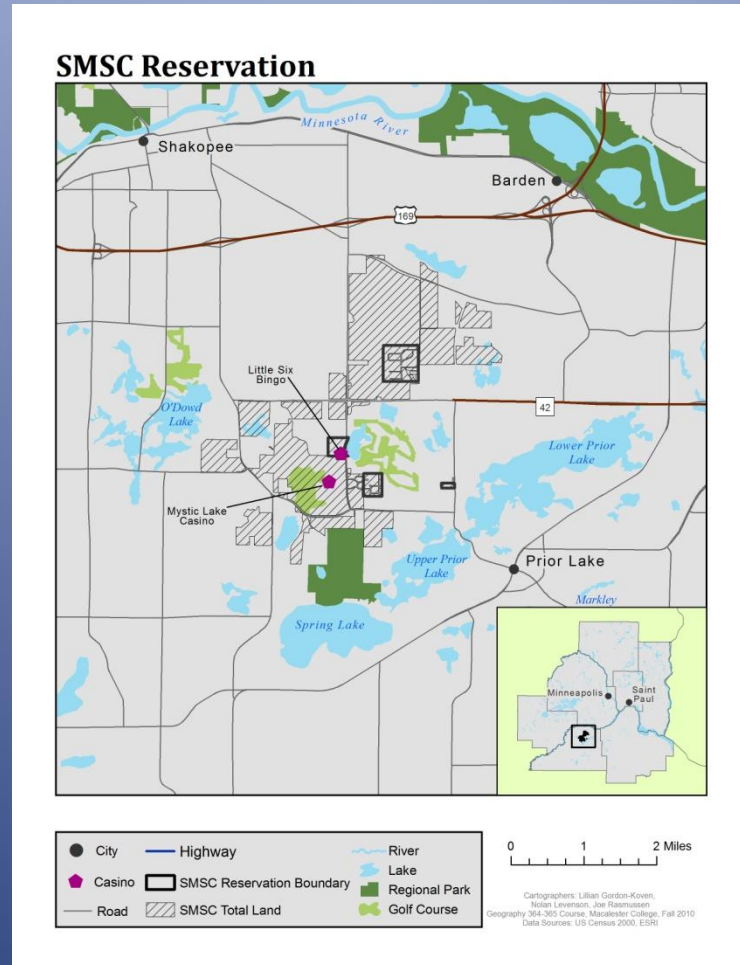 SMSC Reservation
Minnesota River
Shakopee
Barden
169
Little Six
Bingo
42
O'Dowd
Lake
Lower Prior
Lake
Mystic Lake
Casino
Upper Prior
Lake
Prior Lake
Markley
Spring Lake
Minneapolis
Saint
Paul
City
Highway
River
Lake
Casino
SMSC Reservation Boundary
Regional Park
Road
SMSC Total Land
Golf Course
0 1 2 Miles
Cartographers: Lillian Gordon-Koven,
Nolan Levenson, Joe Rasmussen
Geography 364-365 Course, Macalester College, Fall 2010
Data Sources: US Census 2000, ESRI